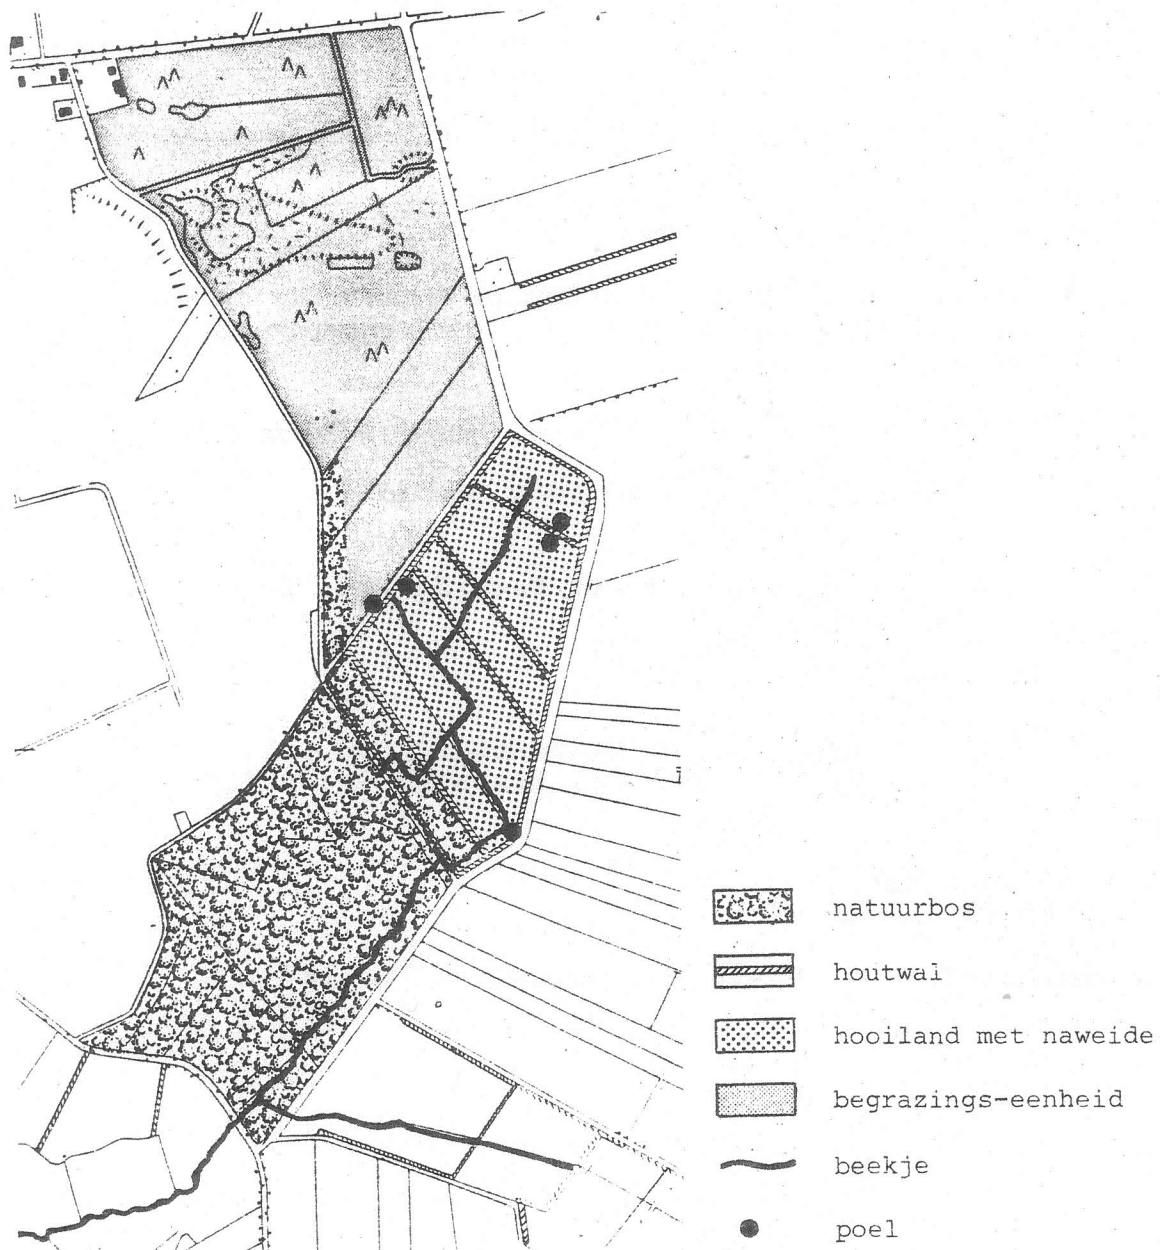 natuurbos
houtwal
hooiland met naweide
begrazings-eenheid
beekje
poel